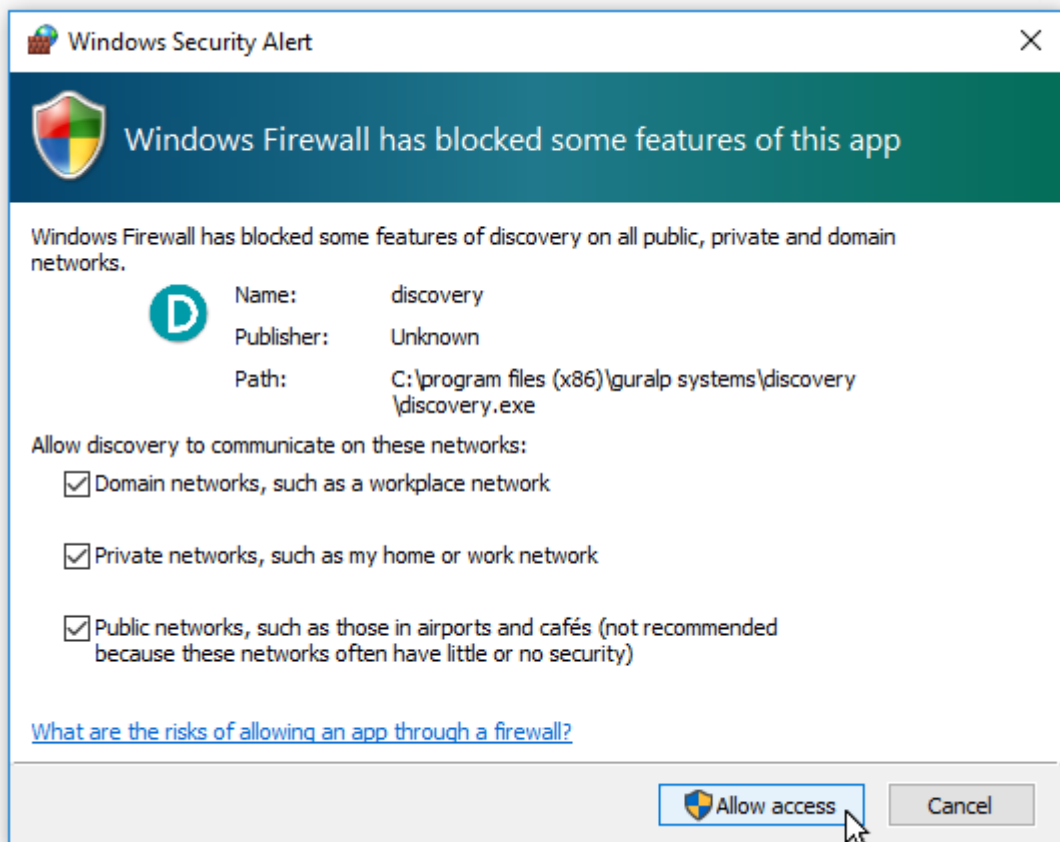 Windows Security Alert
Windows Firewall has blocked some features of this app
Windows Firewall has blocked some features of discovery on all public, private and domain
networks.
D
Name: discovery
Publisher: Unknown
Path: C:\program files (x86)\guralp systems\discovery
\discovery.exe
Allow discovery to communicate on these networks:
Domain networks, such as a workplace network
Private networks, such as my home or work network
Public networks, such as those in airports and cafés (not recommended
because these networks often have little or no security)
What are the risks of allowing an app through a firewall?
Allow access Cancel